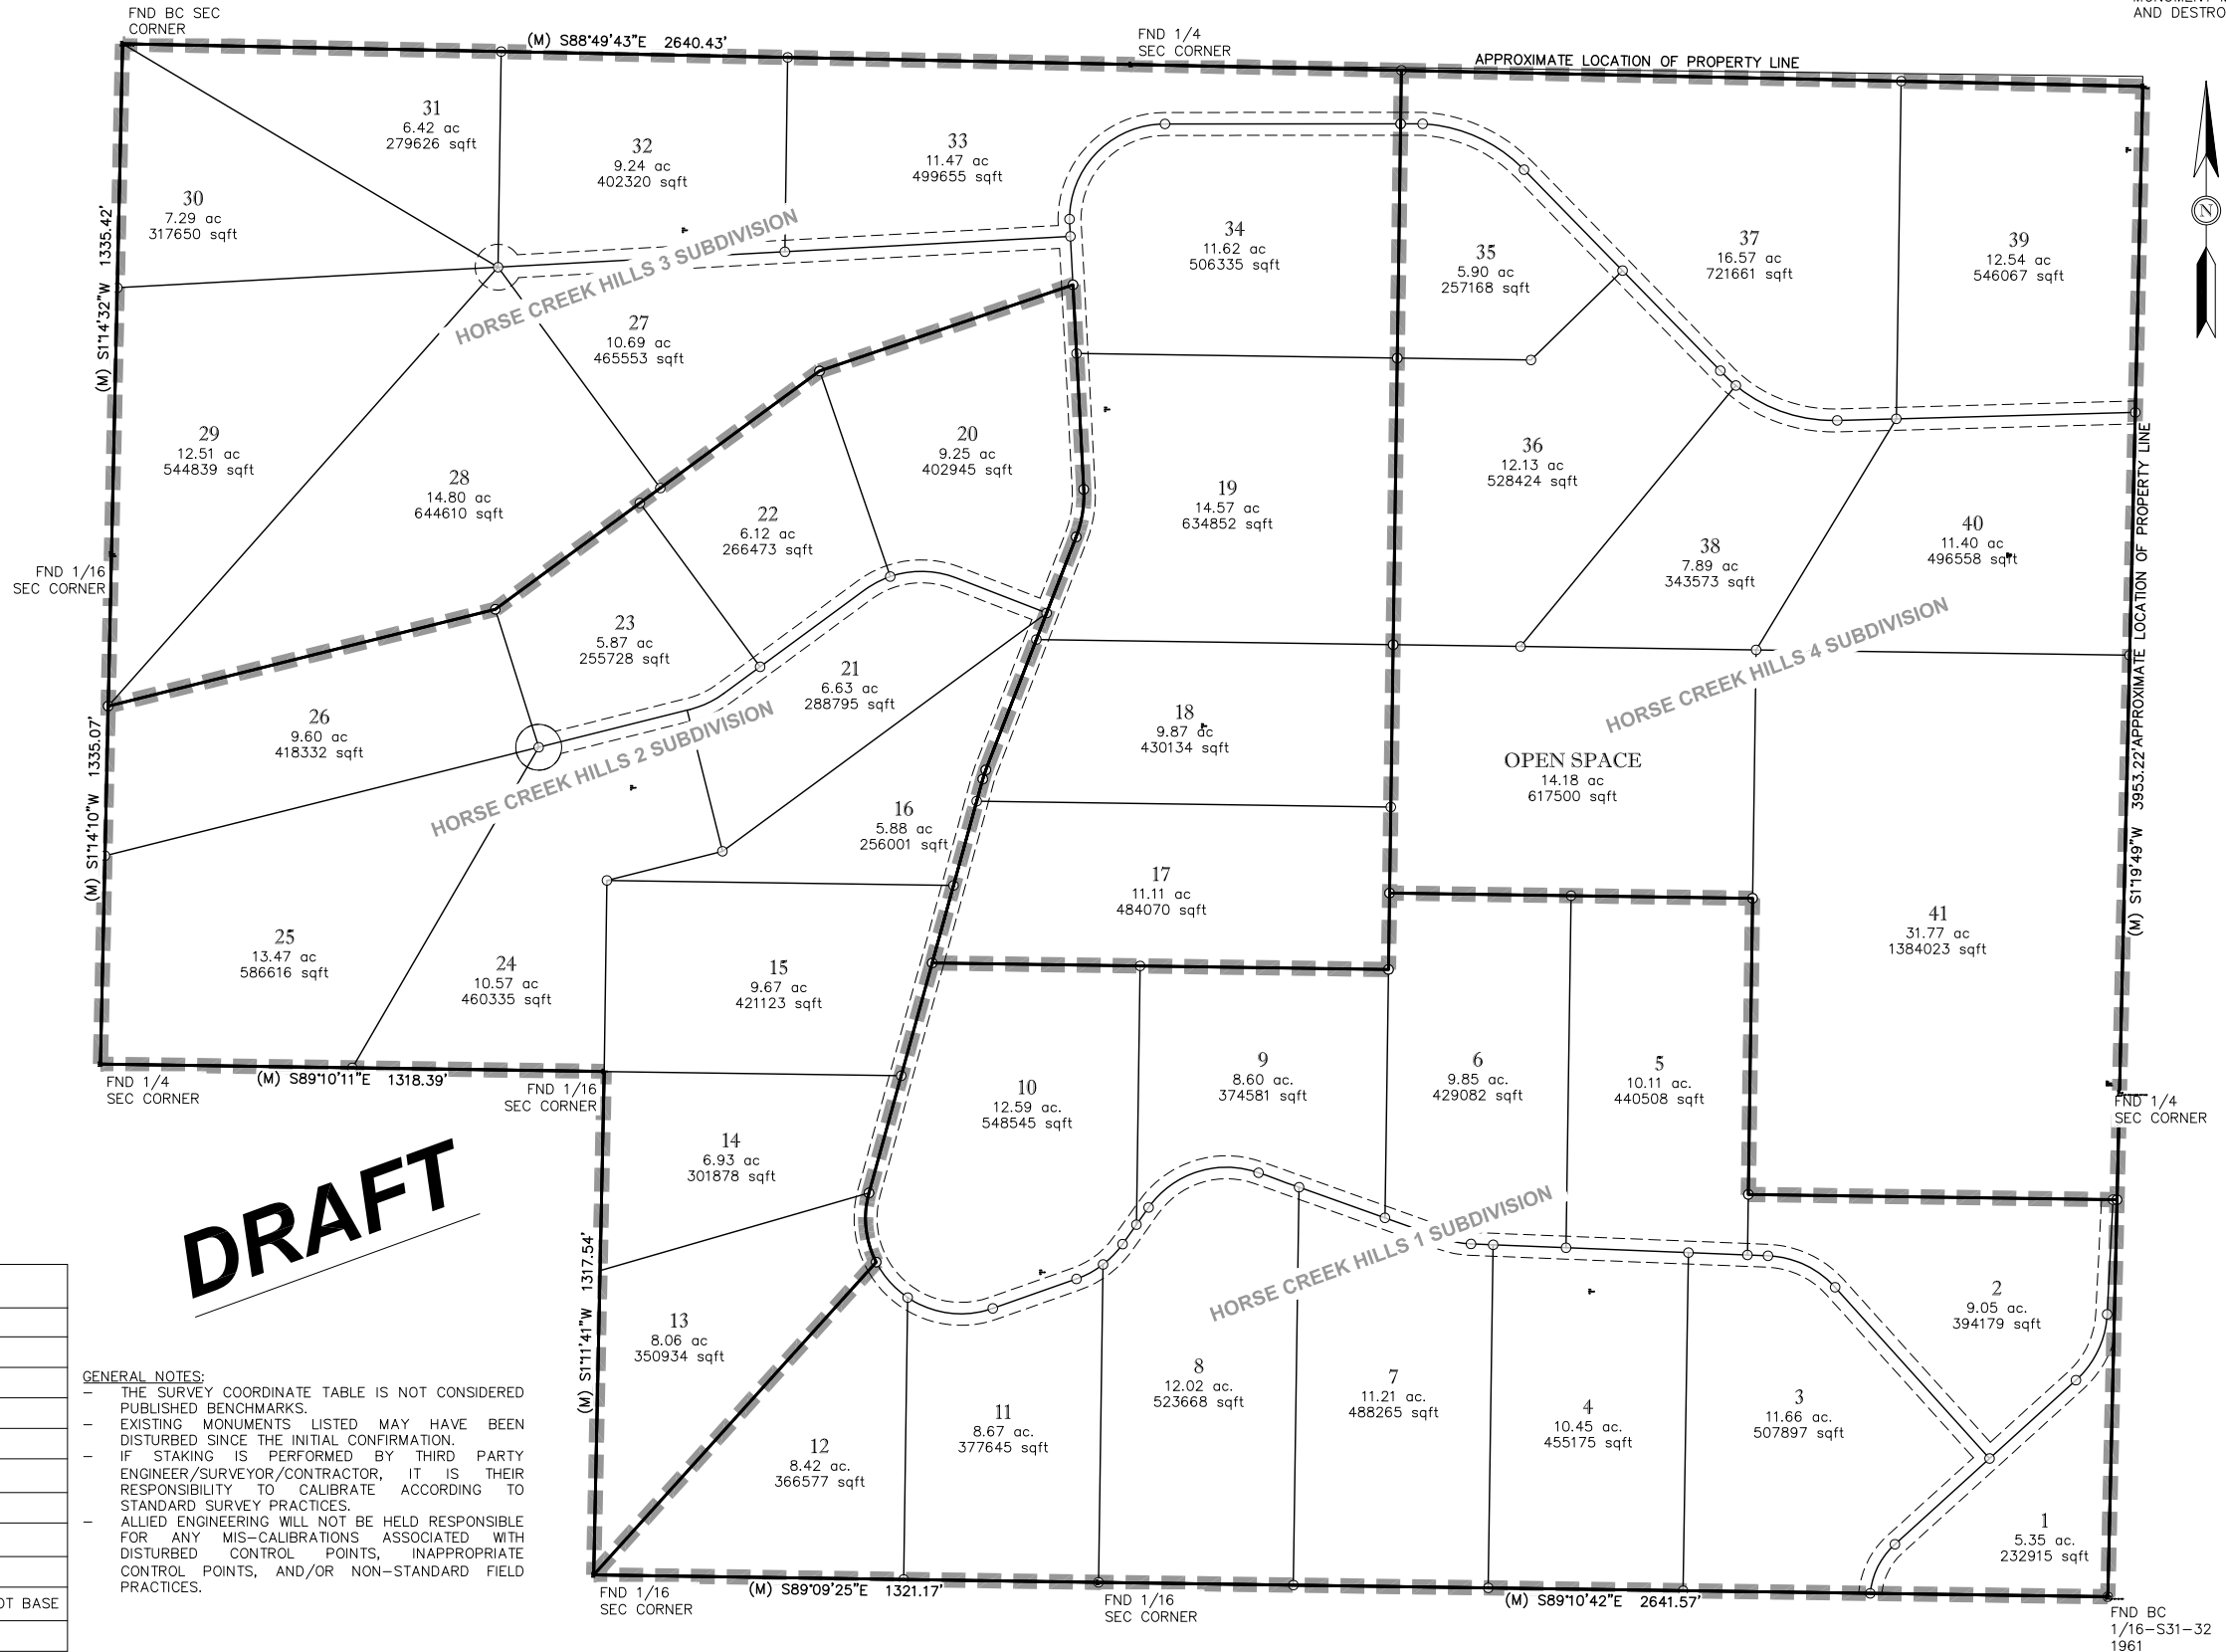 FND BC SEC
CORNER
(M) S88°49'43"E 2640.43'
FND 1/4
SEC CORNER
APPROXIMATE LOCATION OF PROPERTY LINE
AND DESTRO
31
6.42 ac
279626 sqft
32
9.24 ac
402320 sqft
33
11.47 ac
499655 sqft
30
7.29 ac
317650 sqft
34
11.62 ac
506335 sqft
35
5.90 ac
257168 sqft
37
16.57 ac
721661 sqft
39
12.54 ac
546067 sqft
N
(M) S1°14'32"W 1335.42'
HORSE CREEK HILLS 3 SUBDIVISION
27
10.69 ac
465553 sqft
29
12.51 ac
544839 sqft
28
14.80 ac
644610 sqft
20
9.25 ac
402945 sqft
22
6.12 ac
266473 sqft
19
14.57 ac
634852 sqft
36
12.13 ac
528424 sqft
38
7.89 ac
343573 sqft
40
11.40 ac
496558 sqft
FND 1/16
SEC CORNER
23
5.87 ac
255728 sqft
21
6.63 ac
288795 sqft
26
9.60 ac
418332 sqft
18
9.87 ac
430134 sqft
HORSE CREEK HILLS 4 SUBDIVISION
(M) S1°19'49"W 3953.22' APPROXIMATE LOCATION OF PROPERTY LINE
OPEN SPACE
14.18 ac
617500 sqft
(M) S1°14'10"W 1335.07'
HORSE CREEK HILLS 2 SUBDIVISION
16
5.88 ac
256001 sqft
17
11.11 ac
484070 sqft
41
31.77 ac
1384023 sqft
25
13.47 ac
586616 sqft
24
10.57 ac
460335 sqft
15
9.67 ac
421123 sqft
FND 1/4
SEC CORNER
(M) S89°10'11"E 1318.39'
FND 1/16
SEC CORNER
10
12.59 ac.
548545 sqft
9
8.60 ac.
374581 sqft
6
9.85 ac.
429082 sqft
5
10.11 ac.
440508 sqft
FND 1/4
SEC CORNER
14
6.93 ac
301878 sqft
DRAFT
HORSE CREEK HILLS 1 SUBDIVISION
(M) S1°11'41"W 1317.54'
13
8.06 ac
350934 sqft
2
9.05 ac.
394179 sqft
8
12.02 ac.
523668 sqft
7
11.21 ac.
488265 sqft
4
10.45 ac.
455175 sqft
3
11.66 ac.
507897 sqft
12
8.42 ac.
366577 sqft
11
8.67 ac.
377645 sqft
1
5.35 ac.
232915 sqft
GENERAL NOTES:
– THE SURVEY COORDINATE TABLE IS NOT CONSIDERED
PUBLISHED BENCHMARKS.
– EXISTING MONUMENTS LISTED MAY HAVE BEEN
DISTURBED SINCE THE INITIAL CONFIRMATION.
– IF STAKING IS PERFORMED BY THIRD PARTY
ENGINEER/SURVEYOR/CONTRACTOR, IT IS THEIR
RESPONSIBILITY TO CALIBRATE ACCORDING TO
STANDARD SURVEY PRACTICES.
– ALLIED ENGINEERING WILL NOT BE HELD RESPONSIBLE
FOR ANY MIS-CALIBRATIONS ASSOCIATED WITH
DISTURBED CONTROL POINTS, INAPPROPRIATE
CONTROL POINTS, AND/OR NON-STANDARD FIELD
PRACTICES.
OT BASE
FND 1/16
SEC CORNER
(M) S89°09'25"E 1321.17'
FND 1/16
SEC CORNER
(M) S89°10'42"E 2641.57'
FND BC
1/16-S31-32
1961